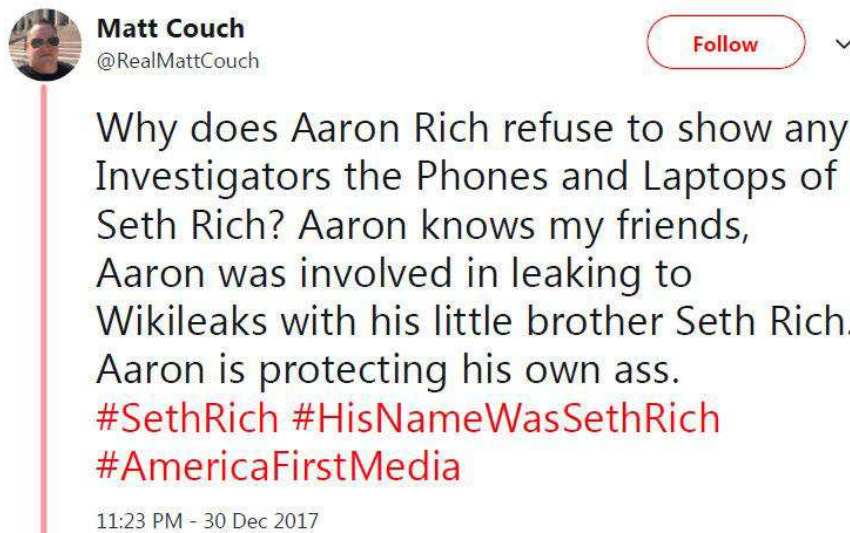 Matt Couch
@RealMattCouch
Follow
Why does Aaron Rich refuse to show any
Investigators the Phones and Laptops of
Seth Rich? Aaron knows my friends,
Aaron was involved in leaking to
Wikileaks with his little brother Seth Rich.
Aaron is protecting his own ass.
#SethRich #HisNameWasSethRich
#AmericaFirstMedia
11:23 PM - 30 Dec 2017